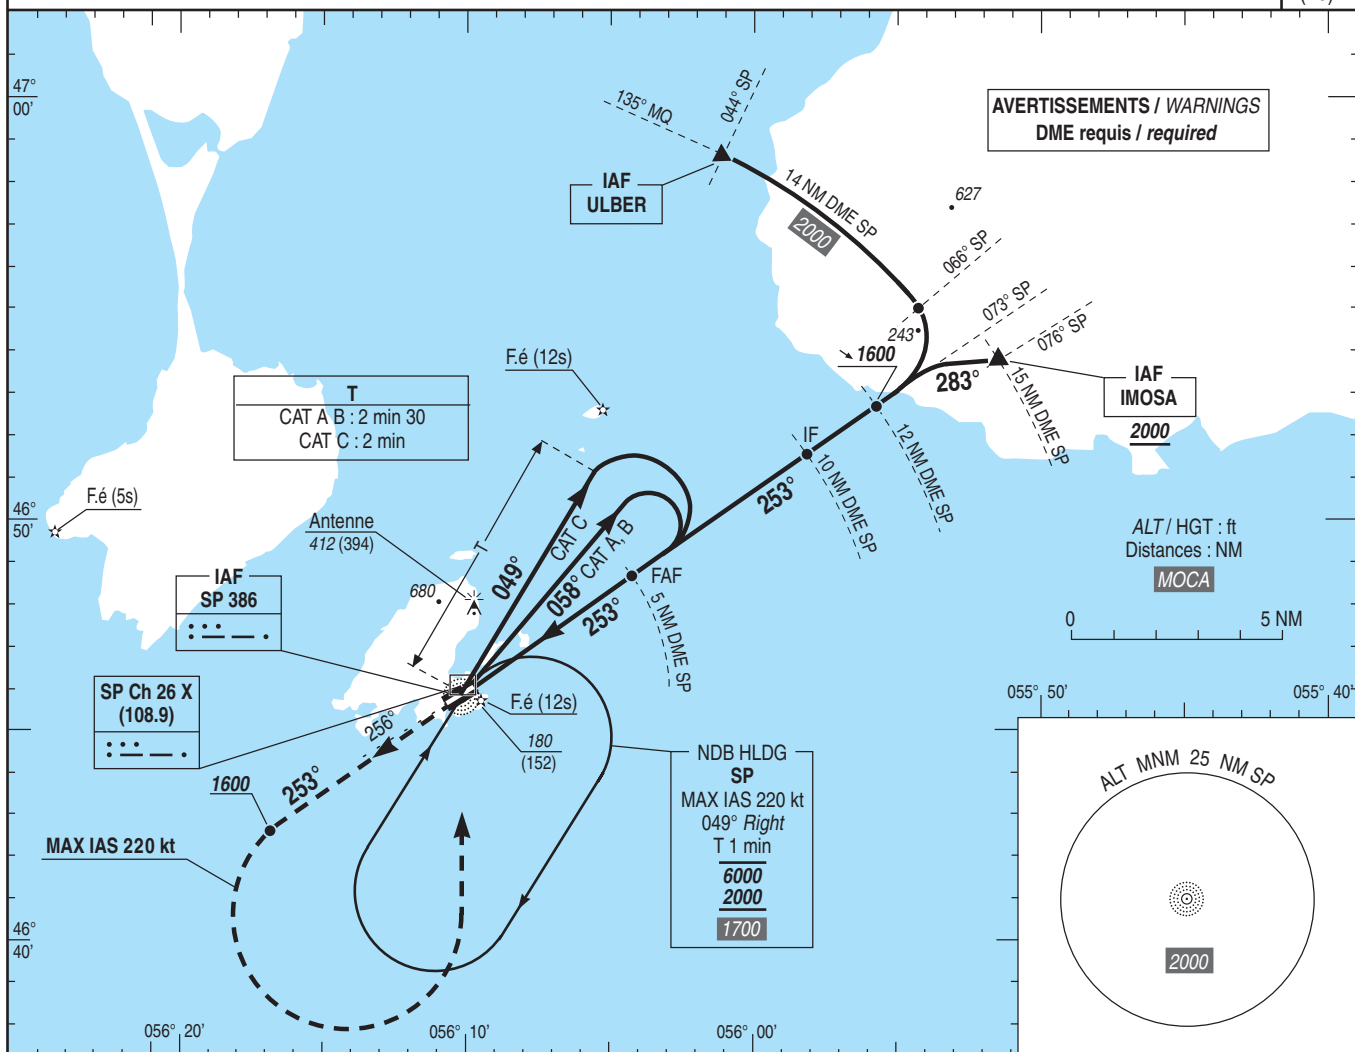 47°
00'
135° MQ
044° SP
AVERTISSEMENTS / WARNINGS
DME requis / required
IAF
ULBER
14 NM DME SP
2000
627
066° SP
073° SP
076° SP
243
1600
283°
15 NM DME SP
IAF
IMOSA
2000
F.é (12s)
T
CAT A B : 2 min 30
CAT C : 2 min
IF
12 NM DME SP
10 NM DME SP
253°
F.é (5s)
46°
50'
Antenne
412 (394)
T
CAT C
049°
058° CAT A, B
ALT / HGT : ft
Distances : NM
MOCA
0
5 NM
IAF
SP 386
680
FAF
253°
5 NM DME SP
SP Ch 26 X
(108.9)
F.é (12s)
180
(152)
256°
253°
1600
MAX IAS 220 kt
NDB HLDG
SP
MAX IAS 220 kt
049° Right
T 1 min
6000
2000
1700
055° 50'
055° 40'
ALT MNM 25 NM SP
2000
46°
40'
056° 20'
056° 10'
056° 00'